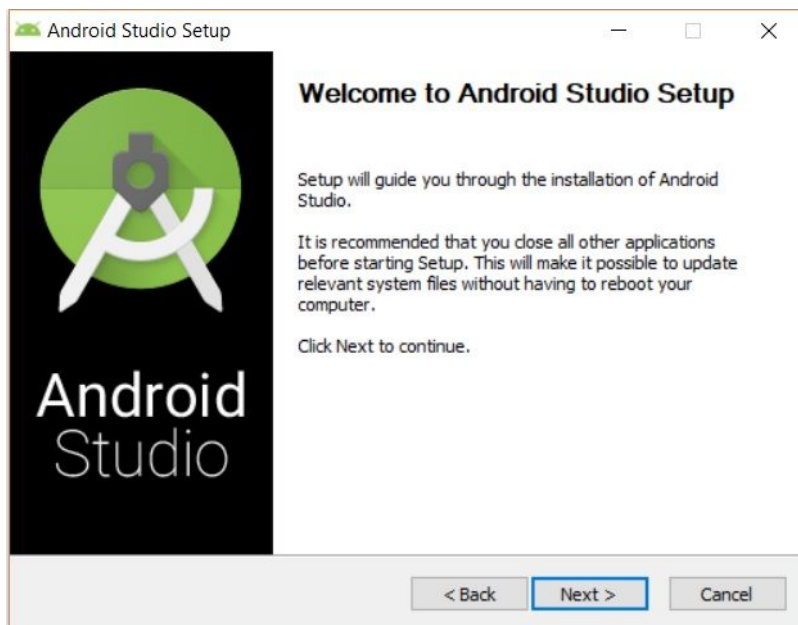 Android Studio Setup
Welcome to Android Studio Setup
Setup will guide you through the installation of Android
Studio.
It is recommended that you close all other applications
before starting Setup. This will make it possible to update
relevant system files without having to reboot your
computer.
Click Next to continue.
Android
Studio
< Back
Next >
Cancel